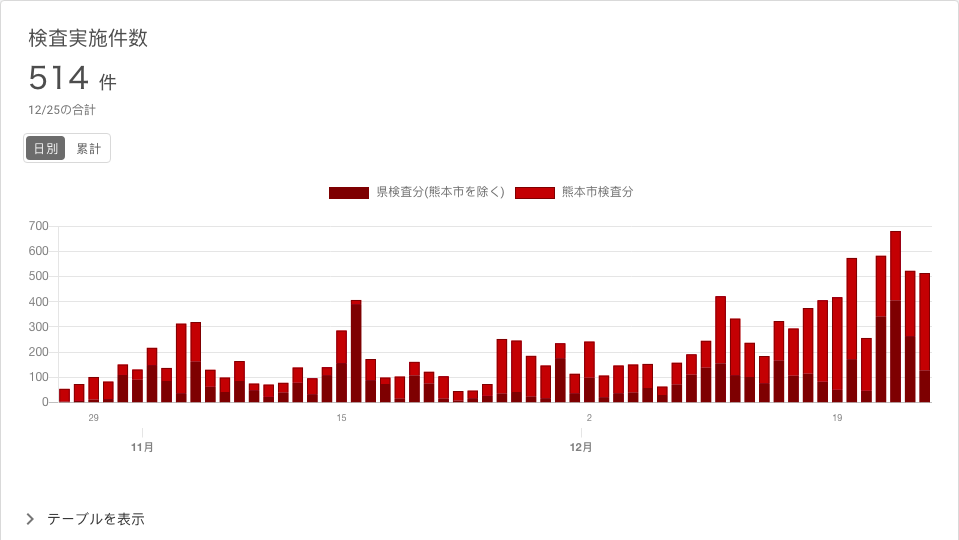 検査実施件数
514 件
12/25の合計
日別 累計
県検査分(熊本市を除く) 熊本市検査分
700
600
500
400
300
200
100
0
29 15 2 19
11月 12月
テーブルを表示